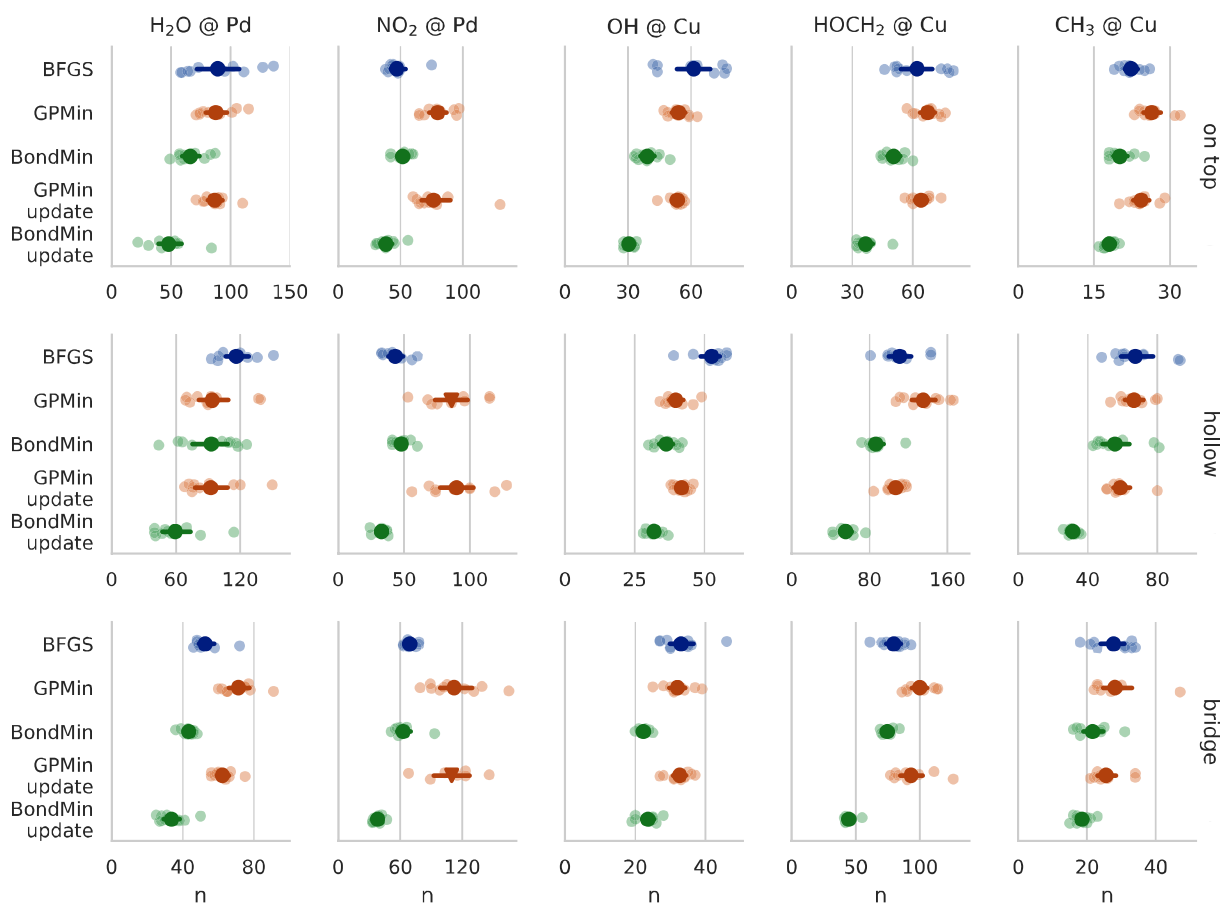 H₂O @ Pd NO₂ @ Pd OH @ Cu HOCH₂ @ Cu CH₃ @ Cu
BFGS
GPMin
BondMin
GPMin
update
BondMin
update
on top
0 50 100 150 0 50 100 0 30 60 0 30 60 0 15 30
BFGS
GPMin
BondMin
GPMin
update
BondMin
update
hollow
0 60 120 0 50 100 0 25 50 0 80 160 0 40 80
BFGS
GPMin
BondMin
GPMin
update
BondMin
update
bridge
0 40 80 0 60 120 0 20 40 0 50 100 0 20 40
n n n n n